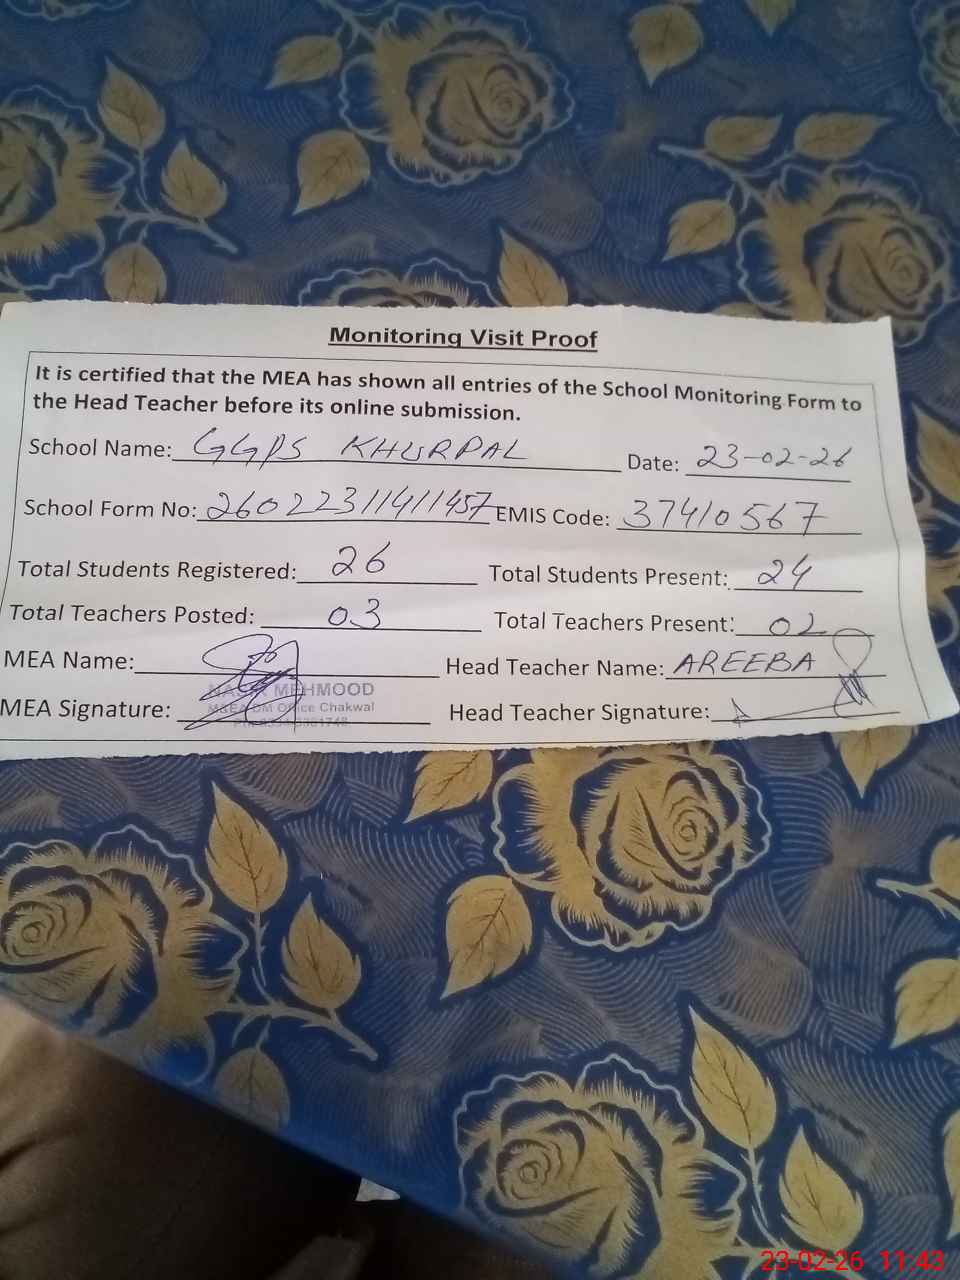 Monitoring Visit Proof
It is certified that the MEA has shown all entries of the School Monitoring Form to
the Head Teacher before its online submission.
School Name: GGPS KHURPAL Date: 23-02-26
School Form No: 26022311411457 EMIS Code: 37410567
Total Students Registered: 26 Total Students Present: 24
Total Teachers Posted: 03 Total Teachers Present: 02
MEA Name: Head Teacher Name: AREEBA
MEHMOOD
MEA Signature: Head Teacher Signature:
Office Chakwal
23-02-26 11:43